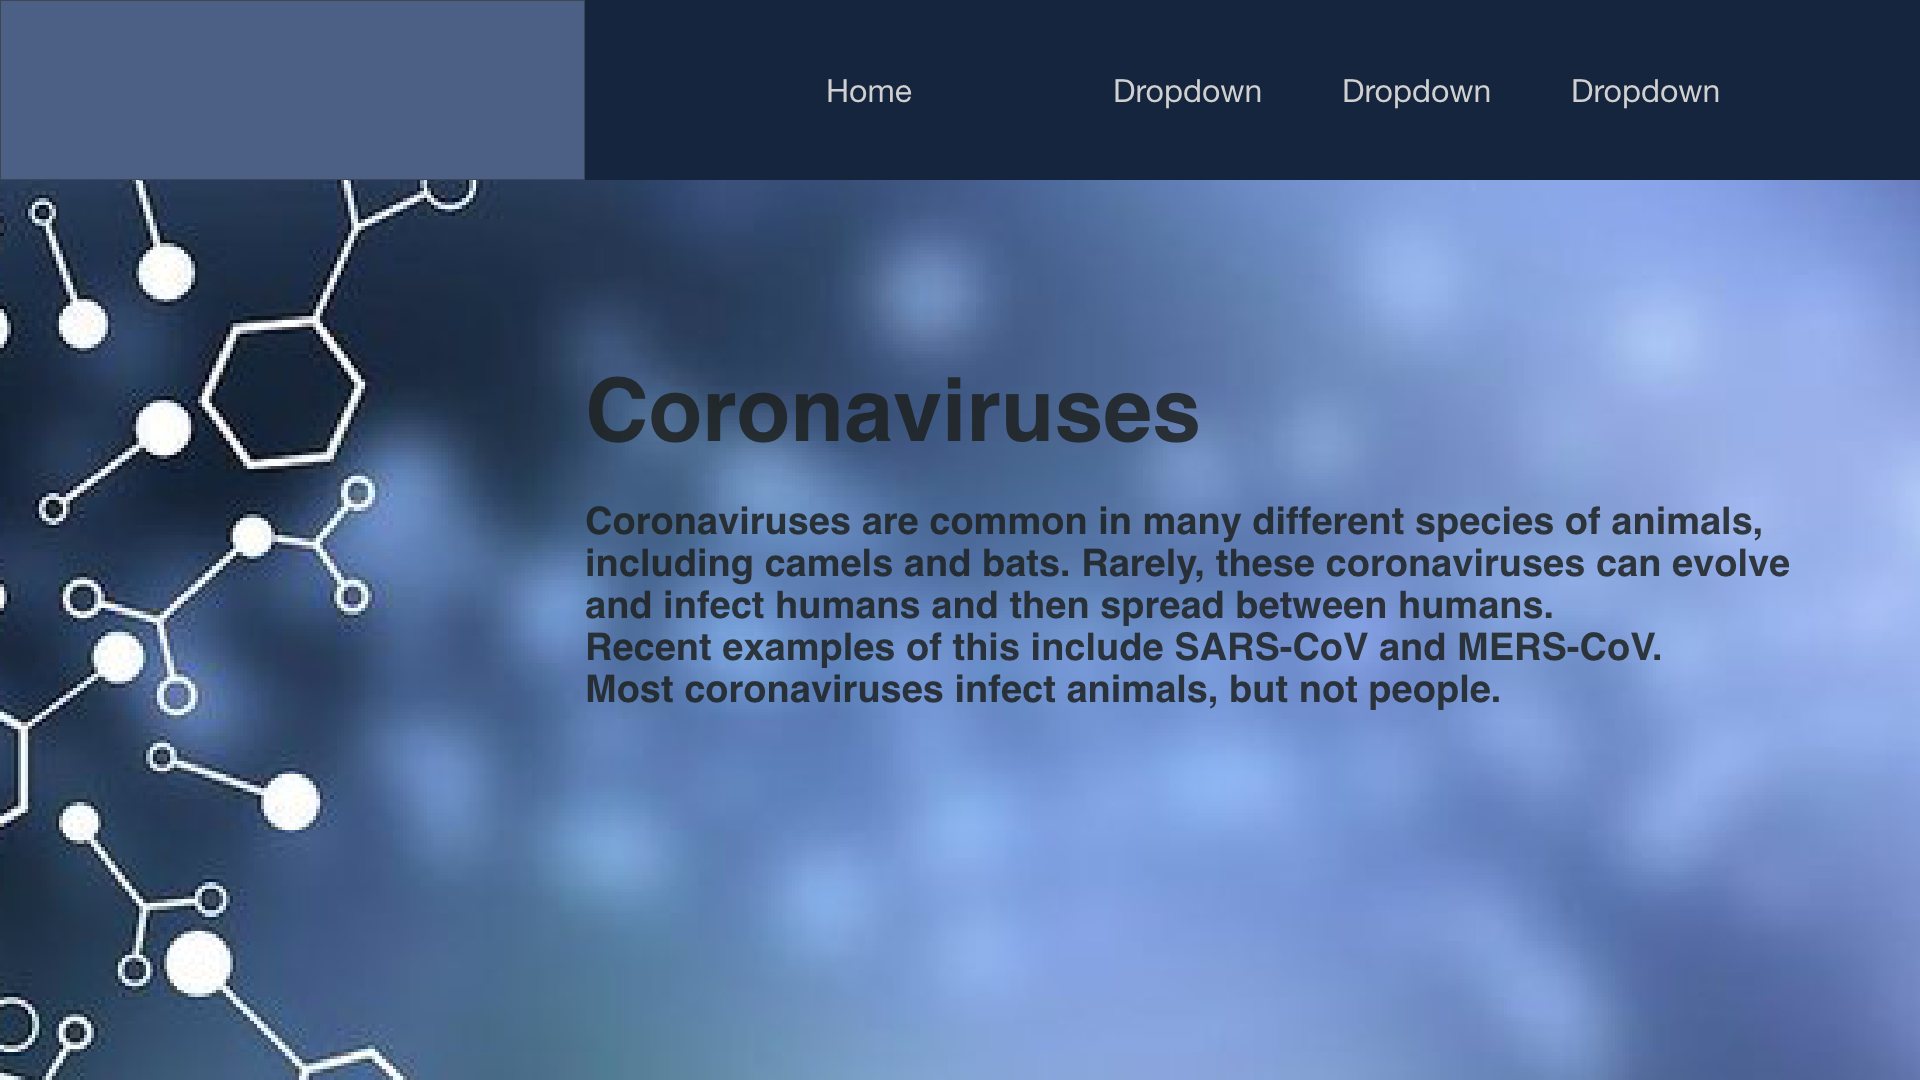 Home
Dropdown
Dropdown
Dropdown
Coronaviruses
Coronaviruses are common in many different species of animals,
including camels and bats. Rarely, these coronaviruses can evolve
and infect humans and then spread between humans.
Recent examples of this include SARS-CoV and MERS-CoV.
Most coronaviruses infect animals, but not people.